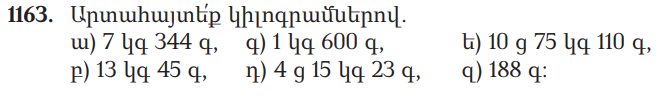 1163. Արտահայտե՛ք կիլոգրամներով.
ա) 7 կգ 344 գ, գ) 1 կգ 600 գ, ե) 10 ց 75 կգ 110 գ,
բ) 13 կգ 45 գ, դ) 4 ց 15 կգ 23 գ, զ) 188 գ: